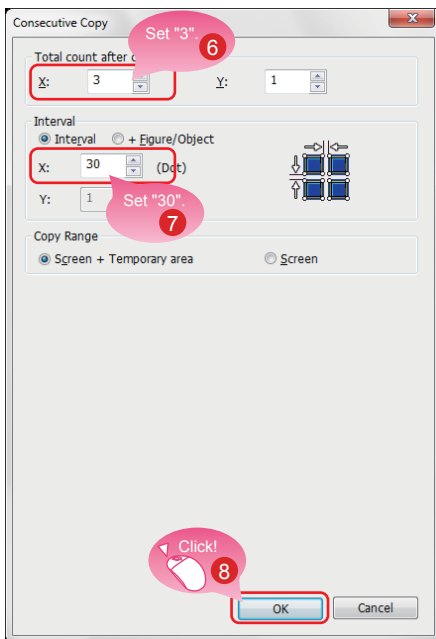 Consecutive Copy
Set "3".
6
Total count after c
X: 3 Y: 1
Interval
Interval + Figure/Object
X: 30 (Dot)
Y: 1
Set "30".
7
Copy Range
Screen + Temporary area Screen
Click!
8
OK Cancel